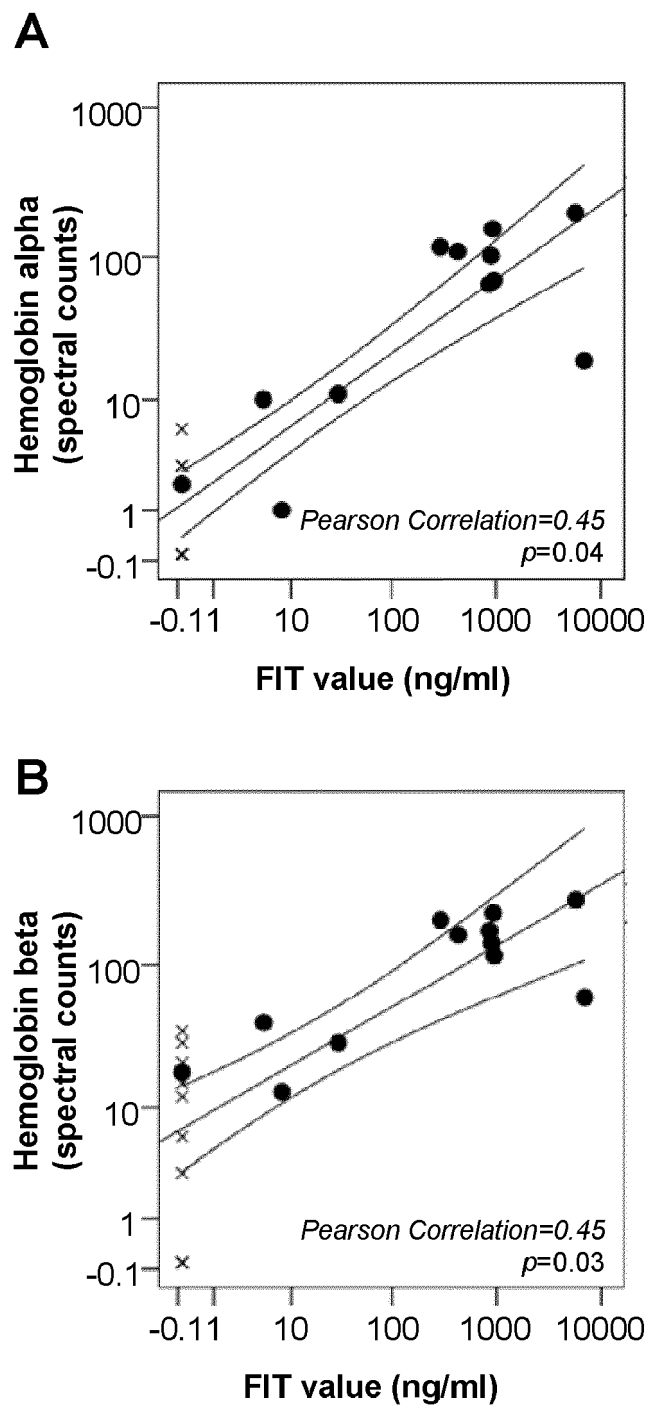 A
Hemoglobin alpha
(spectral counts)
1000
100
10
1
-0.1
Pearson Correlation=0.45
p=0.04
-0.11 10 100 1000 10000
FIT value (ng/ml)
B
Hemoglobin beta
(spectral counts)
1000
100
10
1
-0.1
Pearson Correlation=0.45
p=0.03
-0.11 10 100 1000 10000
FIT value (ng/ml)